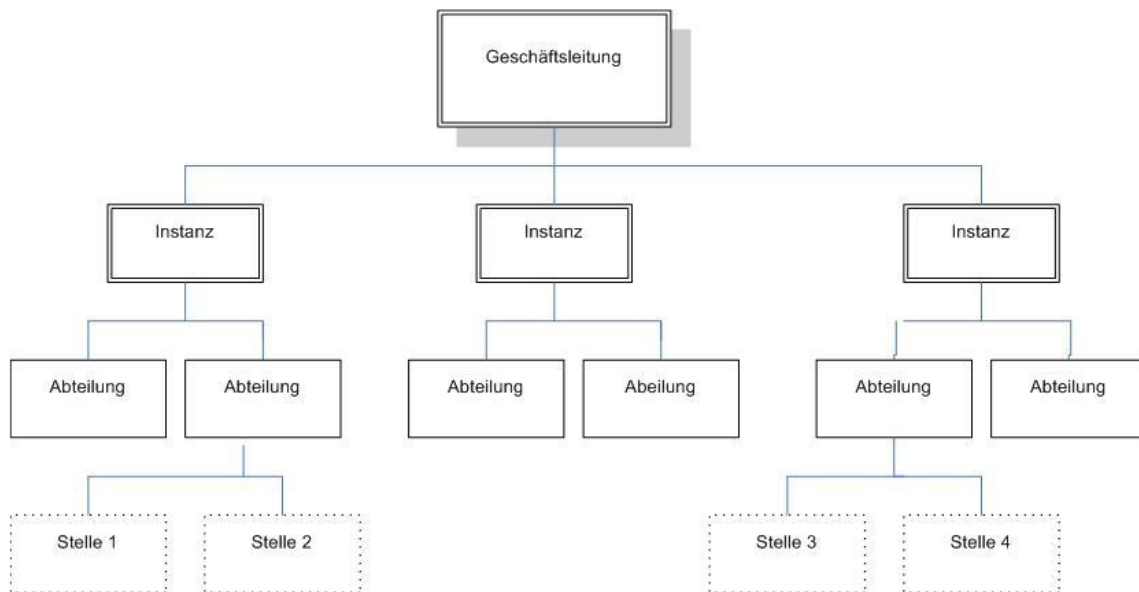 Geschäftsleitung
Instanz
Instanz
Instanz
Abteilung
Abteilung
Abteilung
Abeilung
Abteilung
Abteilung
Stelle 1
Stelle 2
Stelle 3
Stelle 4